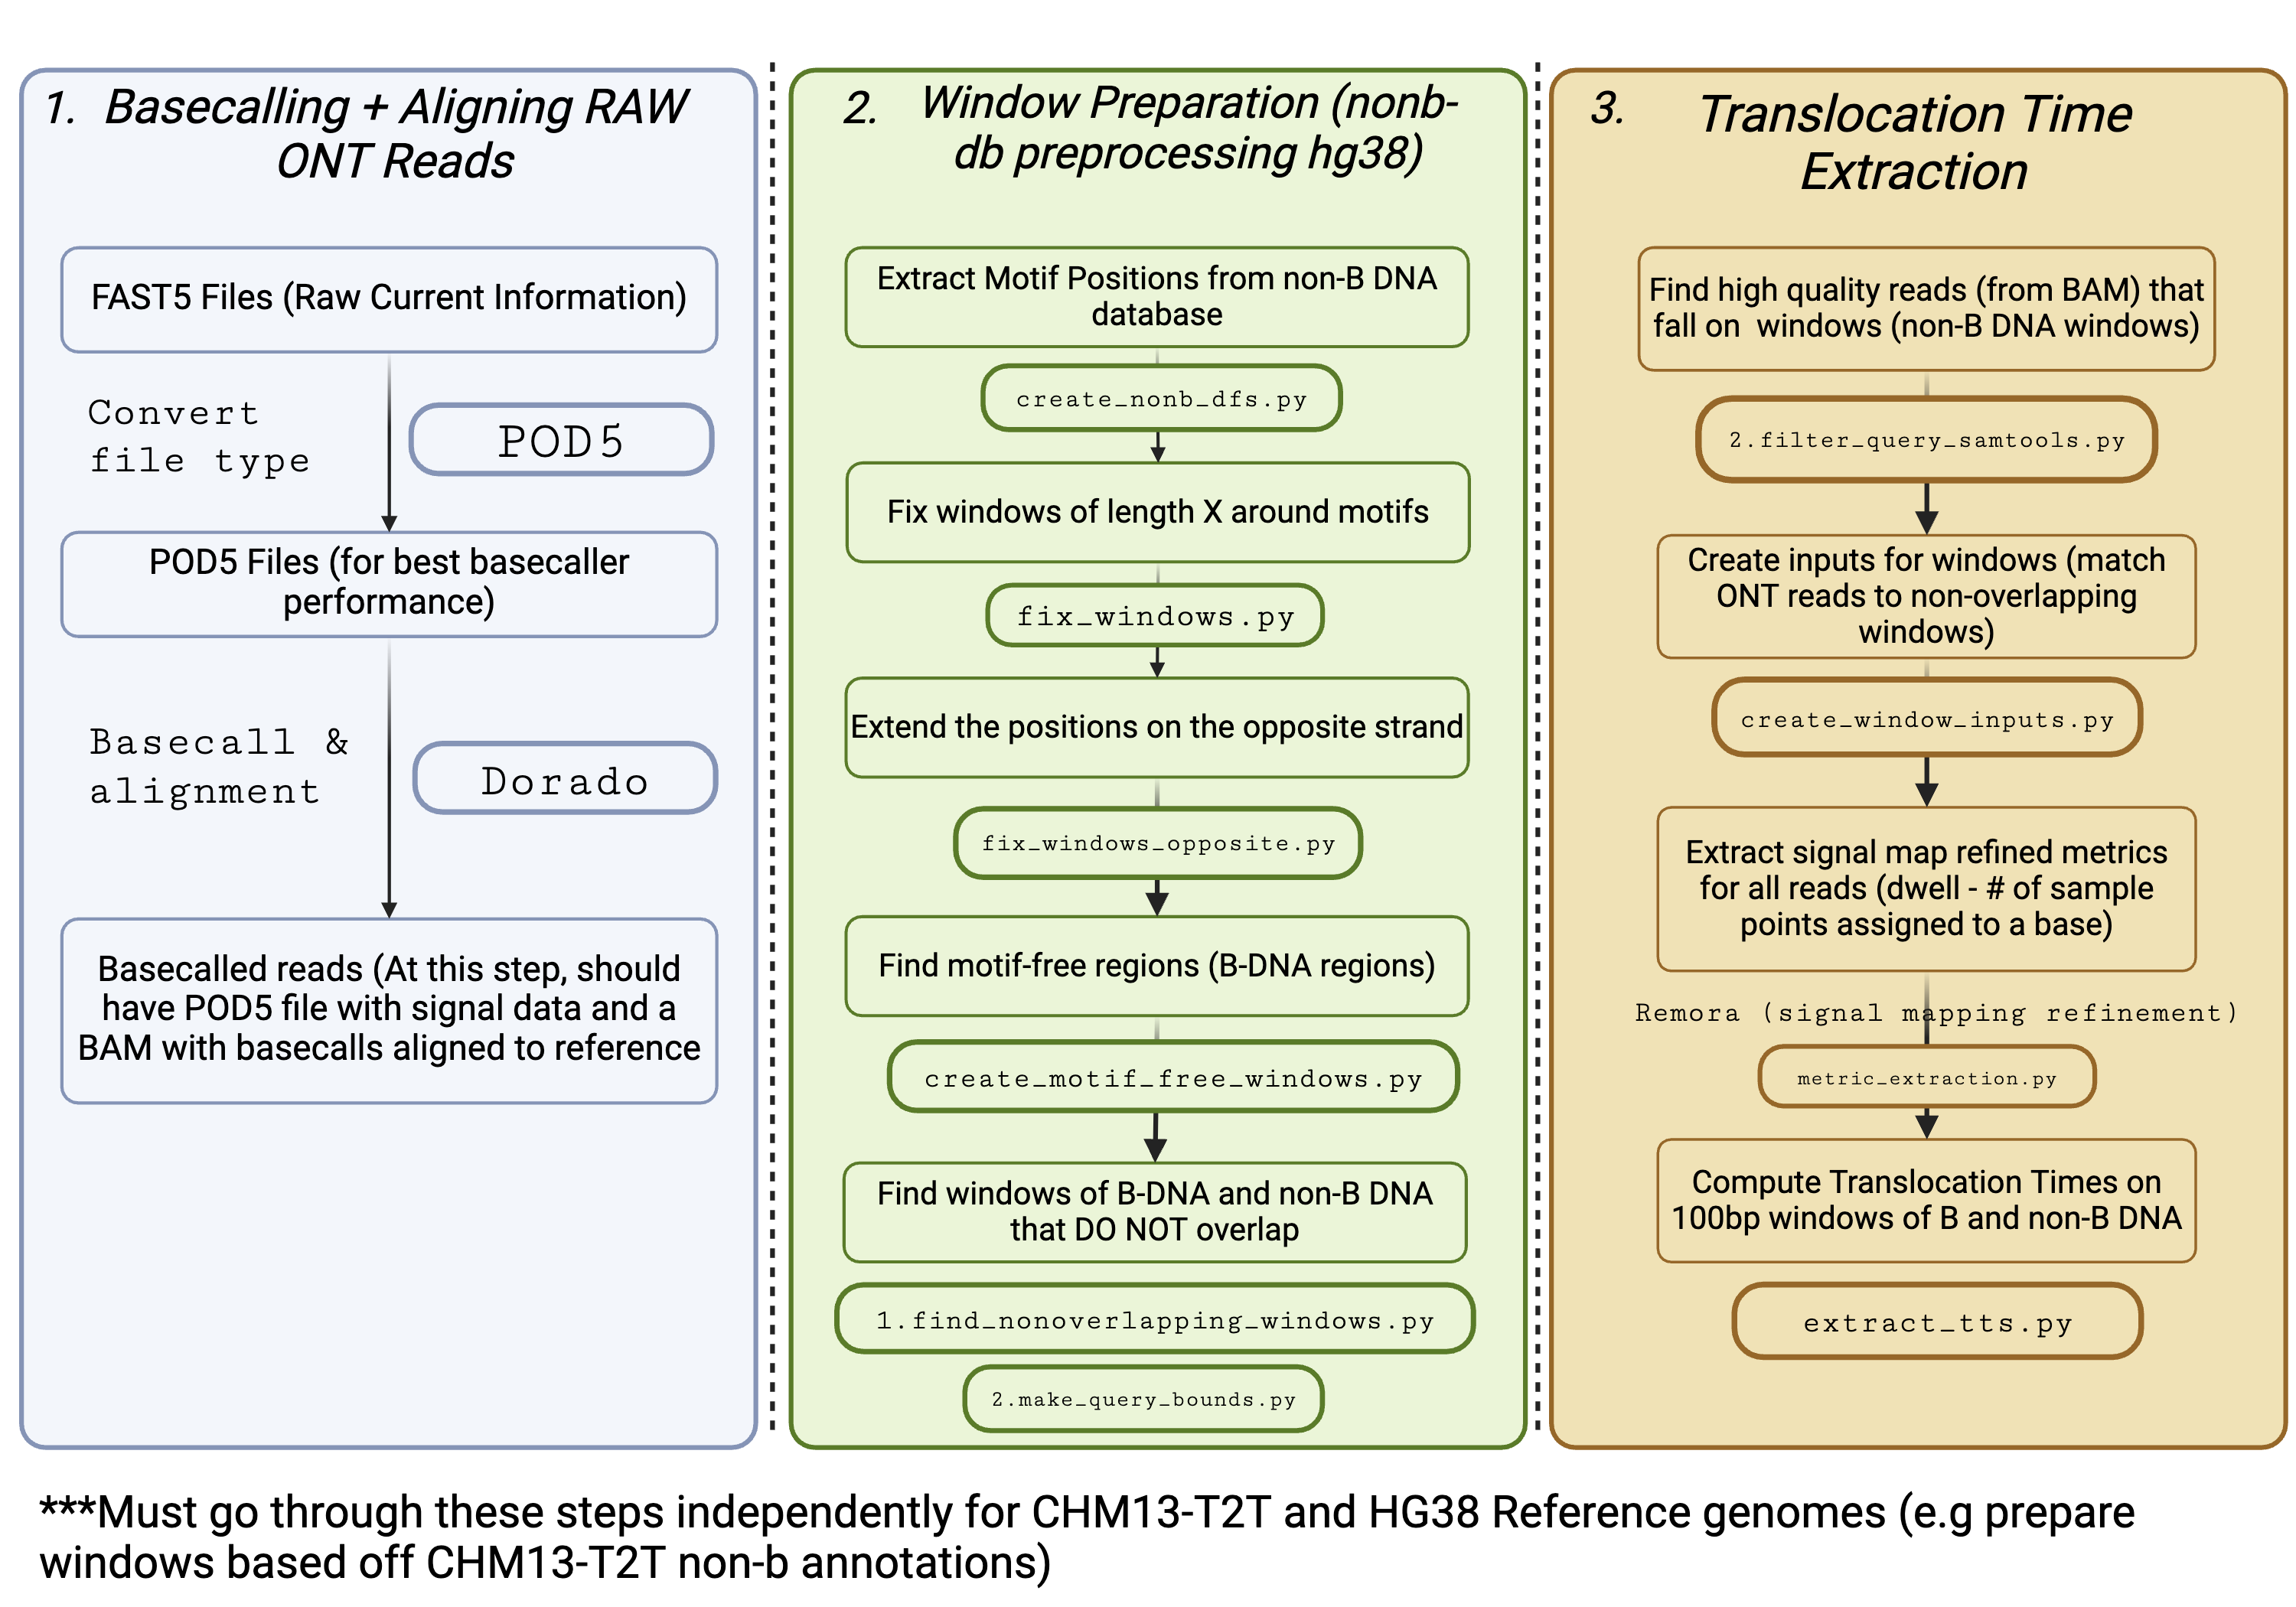 1. Basecalling + Aligning RAW
ONT Reads
FAST5 Files (Raw Current Information)
Convert
file type
POD5
POD5 Files (for best basecaller
performance)
Basecall &
alignment
Dorado
Basecalled reads (At this step, should
have POD5 file with signal data and a
BAM with basecalls aligned to reference
2. Window Preparation (nonb-
db preprocessing hg38)
Extract Motif Positions from non-B DNA
database
create_nonb_dfs.py
Fix windows of length X around motifs
fix_windows.py
Extend the positions on the opposite strand
fix_windows_opposite.py
Find motif-free regions (B-DNA regions)
create_motif_free_windows.py
Find windows of B-DNA and non-B DNA
that DO NOT overlap
1.find_nonoverlapping_windows.py
2.make_query_bounds.py
3. Translocation Time
Extraction
Find high quality reads (from BAM) that
fall on windows (non-B DNA windows)
2.filter_query_samtools.py
Create inputs for windows (match
ONT reads to non-overlapping
windows)
create_window_inputs.py
Extract signal map refined metrics
for all reads (dwell - # of sample
points assigned to a base)
Remora (signal mapping refinement)
metric_extraction.py
Compute Translocation Times on
100bp windows of B and non-B DNA
extract_tts.py
***Must go through these steps independently for CHM13-T2T and HG38 Reference genomes (e.g prepare
windows based off CHM13-T2T non-b annotations)